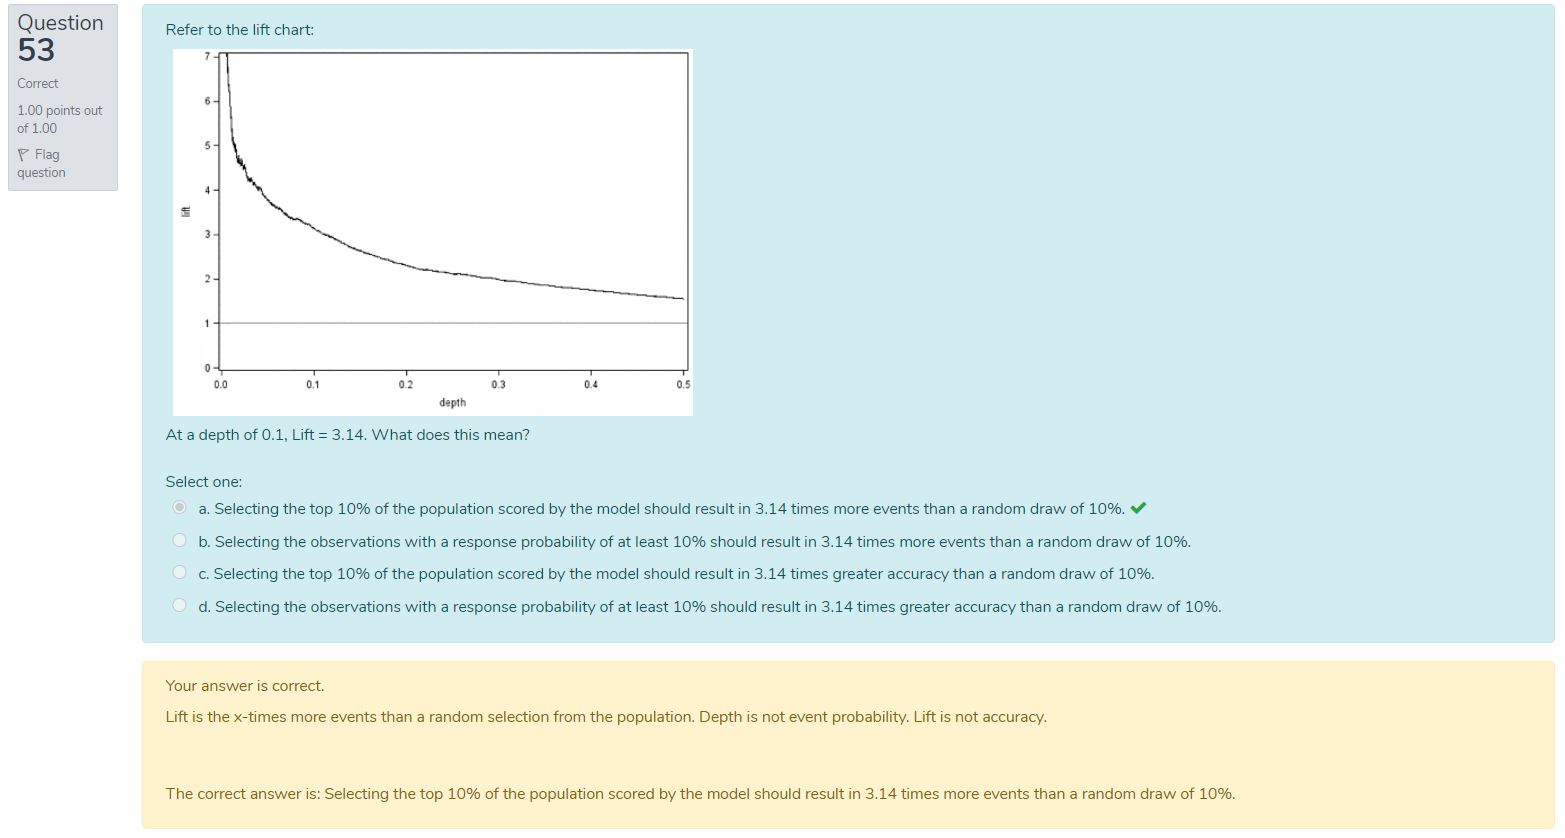 Question
53
Correct
1.00 points out
of 1.00
Flag
question
Refer to the lift chart:
7
6
5
4
lift
3
2
1
0
0.0 0.1 0.2 0.3 0.4 0.5
depth
At a depth of 0.1, Lift = 3.14. What does this mean?
Select one:
a. Selecting the top 10% of the population scored by the model should result in 3.14 times more events than a random draw of 10%.
b. Selecting the observations with a response probability of at least 10% should result in 3.14 times more events than a random draw of 10%.
c. Selecting the top 10% of the population scored by the model should result in 3.14 times greater accuracy than a random draw of 10%.
d. Selecting the observations with a response probability of at least 10% should result in 3.14 times greater accuracy than a random draw of 10%.
Your answer is correct.
Lift is the x-times more events than a random selection from the population. Depth is not event probability. Lift is not accuracy.
The correct answer is: Selecting the top 10% of the population scored by the model should result in 3.14 times more events than a random draw of 10%.